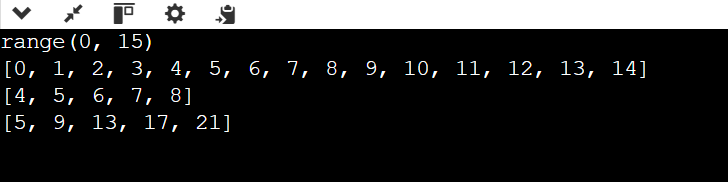 range(0, 15)
[0, 1, 2, 3, 4, 5, 6, 7, 8, 9, 10, 11, 12, 13, 14]
[4, 5, 6, 7, 8]
[5, 9, 13, 17, 21]